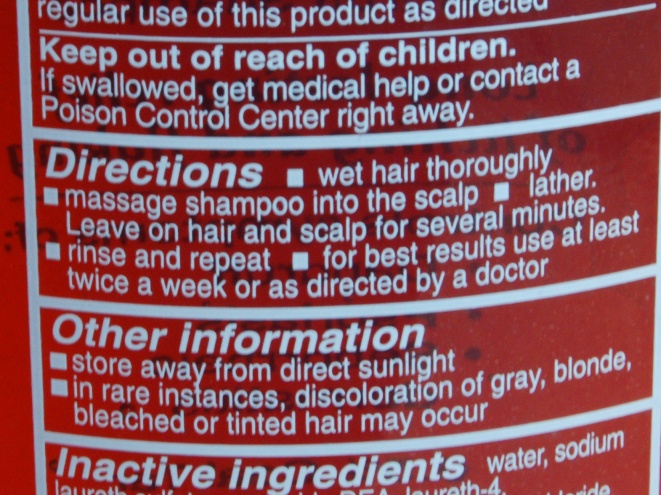 regular use of this product as directed
Keep out of reach of children.
If swallowed, get medical help or contact a
Poison Control Center right away.
Directions ■ wet hair thoroughly
■ massage shampoo into the scalp ■ lather.
Leave on hair and scalp for several minutes.
■ rinse and repeat ■ for best results use at least
twice a week or as directed by a doctor
Other information
■ store away from direct sunlight
■ in rare instances, discoloration of gray, blonde,
bleached or tinted hair may occur
Inactive ingredients water, sodium
laureth-4,